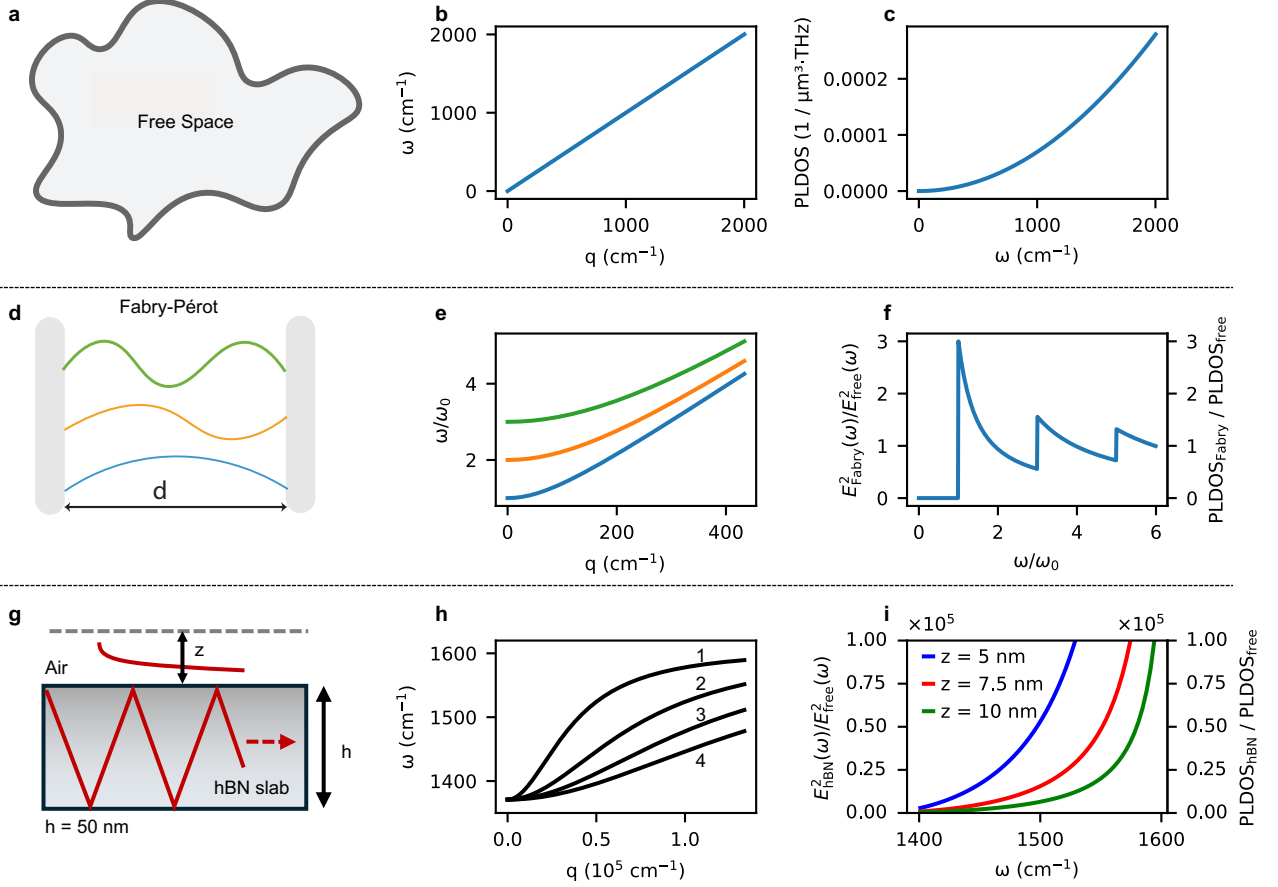 a
Free Space
b
ω (cm⁻¹)
2000
1000
0
0 1000 2000
q (cm⁻¹)
c
PLDOS (1 / μm³·THz)
0.0002
0.0001
0.0000
0 1000 2000
ω (cm⁻¹)
d
Fabry-Pérot
d
e
ω/ω₀
4
2
0 200 400
q (cm⁻¹)
f
E²Fabry(ω)/E²free(ω)
3
2
1
0
0 2 4 6
ω/ω₀
3
2
1
0
PLDOSFabry / PLDOSfree
g
z
Air
h
hBN slab
h = 50 nm
h
ω (cm⁻¹)
1600
1500
1400
1
2
3
4
0.0 0.5 1.0
q (10⁵ cm⁻¹)
i
×10⁵ ×10⁵
E²hBN(ω)/E²free(ω)
1.00
0.75
0.50
0.25
0.00
z = 5 nm
z = 7.5 nm
z = 10 nm
1400 1500 1600
ω (cm⁻¹)
1.00
0.75
0.50
0.25
0.00
PLDOShBN / PLDOSfree